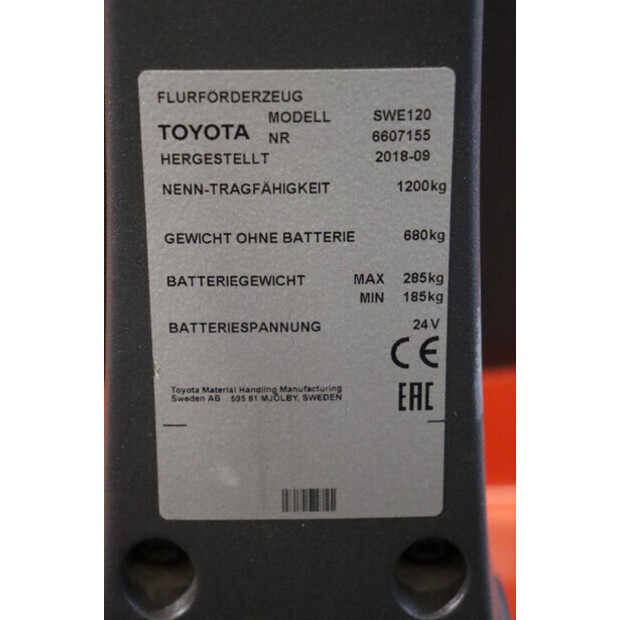 FLURFÖRDERZEUG
MODELL SWE120
TOYOTA NR 6607155
HERGESTELLT 2018-09
NENN-TRAGFÄHIGKEIT 1200kg
GEWICHT OHNE BATTERIE 680kg
BATTERIEGEWICHT MAX 285kg
MIN 185kg
BATTERIESPANNUNG 24V
CE
Toyota Material Handling Manufacturing
Sweden AB 595 81 MJÖLBY, SWEDEN
EAC